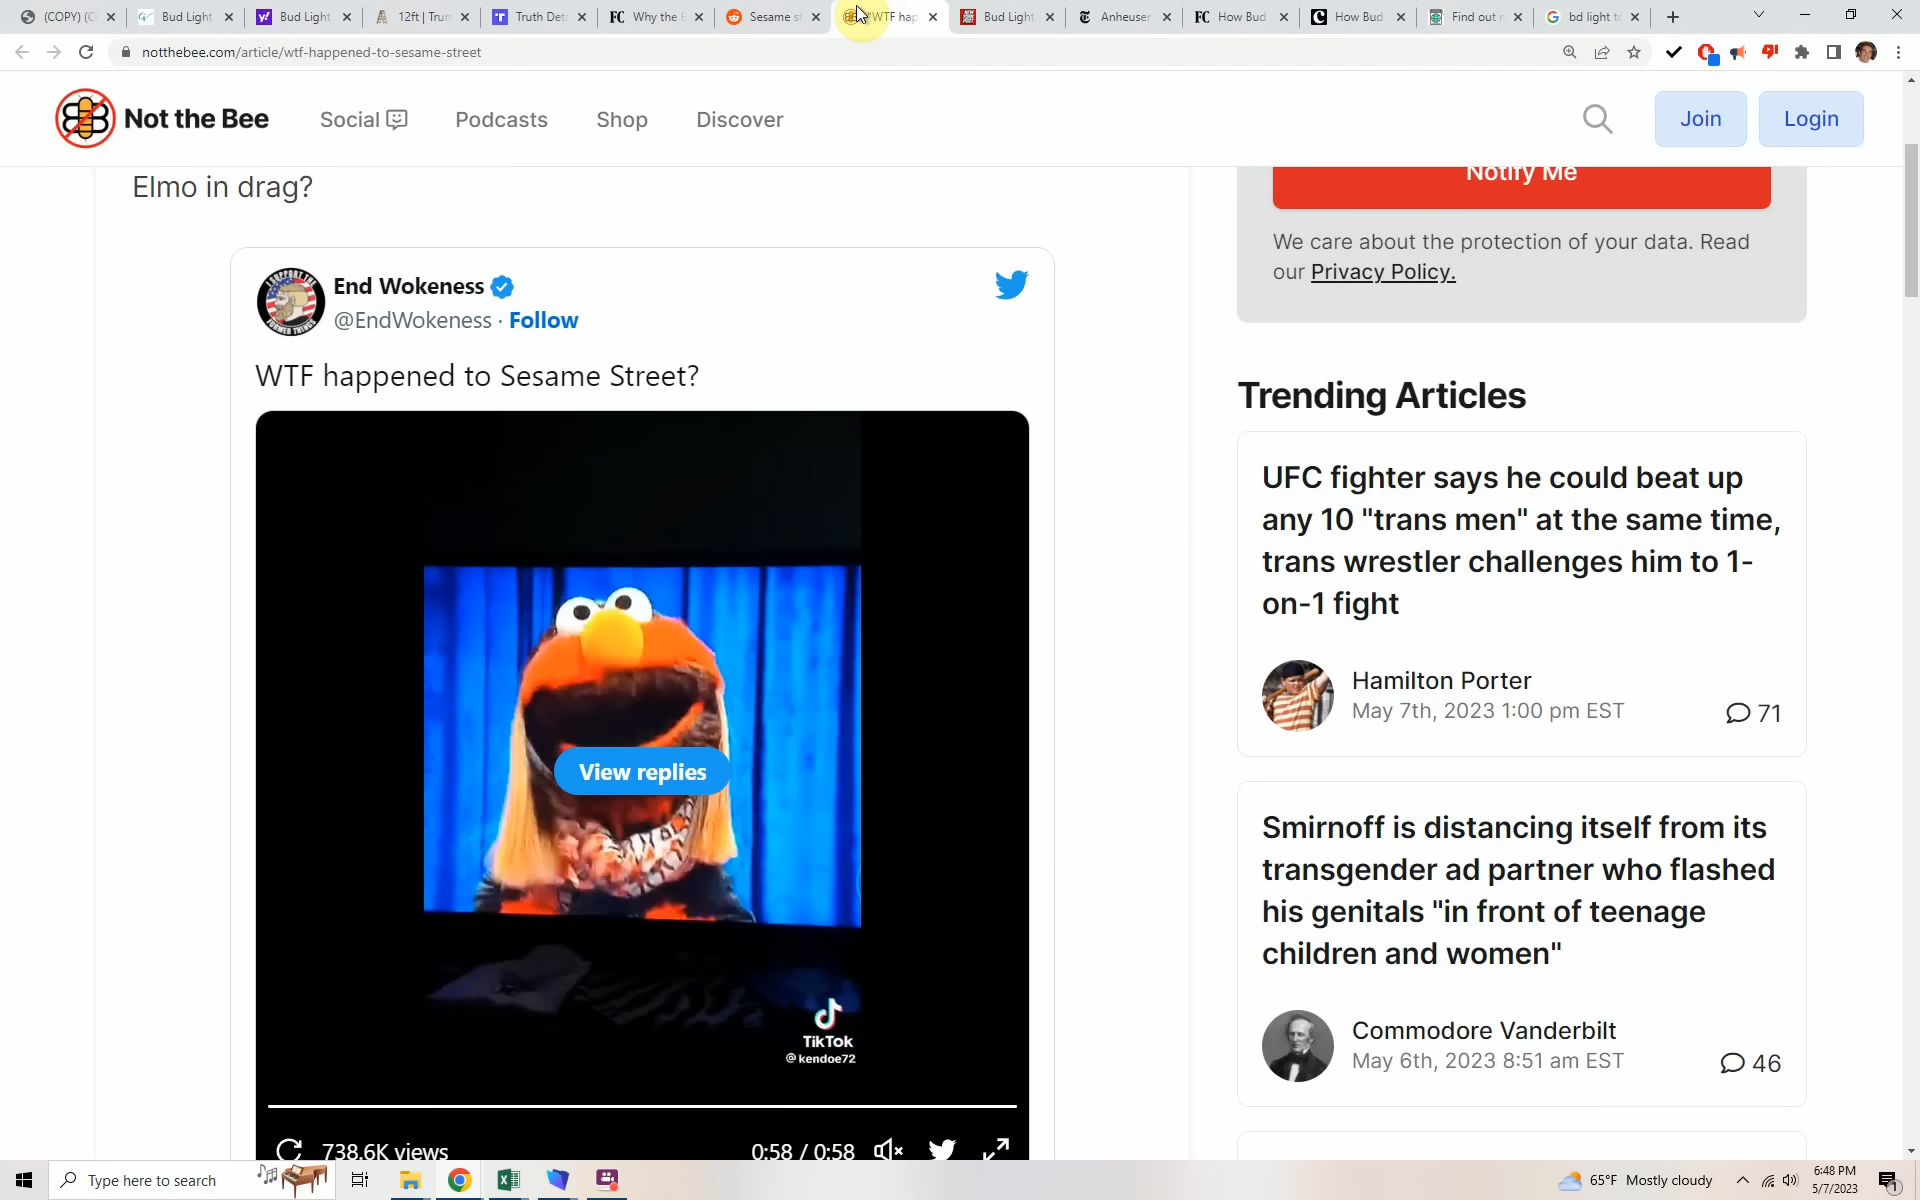 (COPY) (C
Bud Light
Bud Light
12ft | Trun
Truth Det
FC Why the E
Sesame st
#WTF hap
Bud Light
Anheuser
FC How Bud
How Bud
Find out n
bd light to
notthebee.com/article/wtf-happened-to-sesame-street
Not the Bee
Social
Podcasts
Shop
Discover
Join
Login
Elmo in drag?
End Wokeness
@EndWokeness · Follow
WTF happened to Sesame Street?
View replies
TikTok
@kendoe72
738.6K views
0:58 / 0:58
Notify Me
We care about the protection of your data. Read
our Privacy Policy.
Trending Articles
UFC fighter says he could beat up
any 10 "trans men" at the same time,
trans wrestler challenges him to 1-
on-1 fight
Hamilton Porter
May 7th, 2023 1:00 pm EST
71
Smirnoff is distancing itself from its
transgender ad partner who flashed
his genitals "in front of teenage
children and women"
Commodore Vanderbilt
May 6th, 2023 8:51 am EST
46
Type here to search
65°F Mostly cloudy
6:48 PM
5/7/2023
1